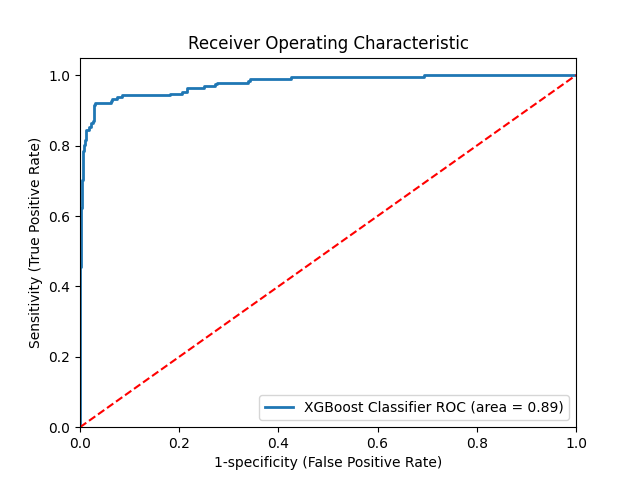 Receiver Operating Characteristic
Sensitivity (True Positive Rate)
1.0
0.8
0.6
0.4
0.2
0.0
XGBoost Classifier ROC (area = 0.89)
0.0 0.2 0.4 0.6 0.8 1.0
1-specificity (False Positive Rate)